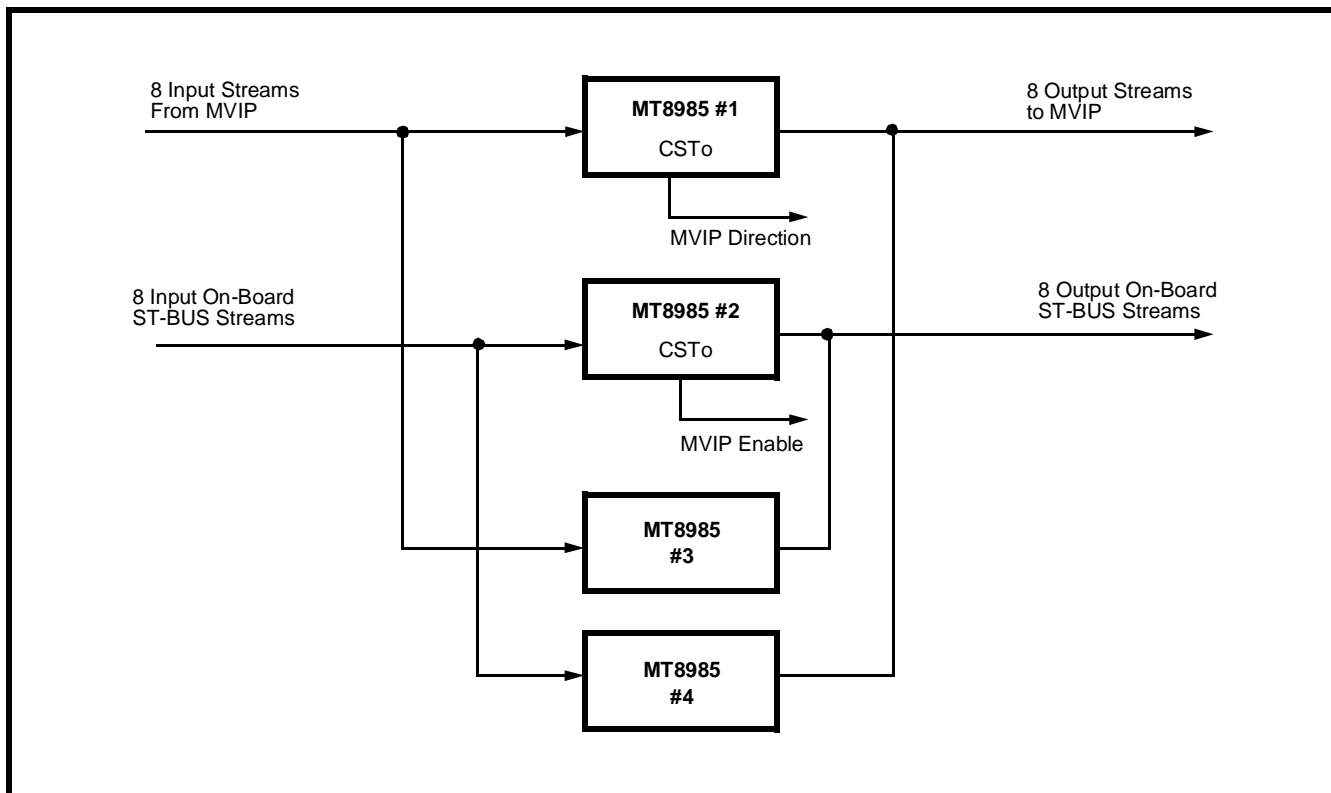 8 Input Streams
From MVIP
MT8985 #1
CSTo
8 Output Streams
to MVIP
MVIP Direction
8 Input On-Board
ST-BUS Streams
MT8985 #2
CSTo
8 Output On-Board
ST-BUS Streams
MVIP Enable
MT8985
#3
MT8985
#4